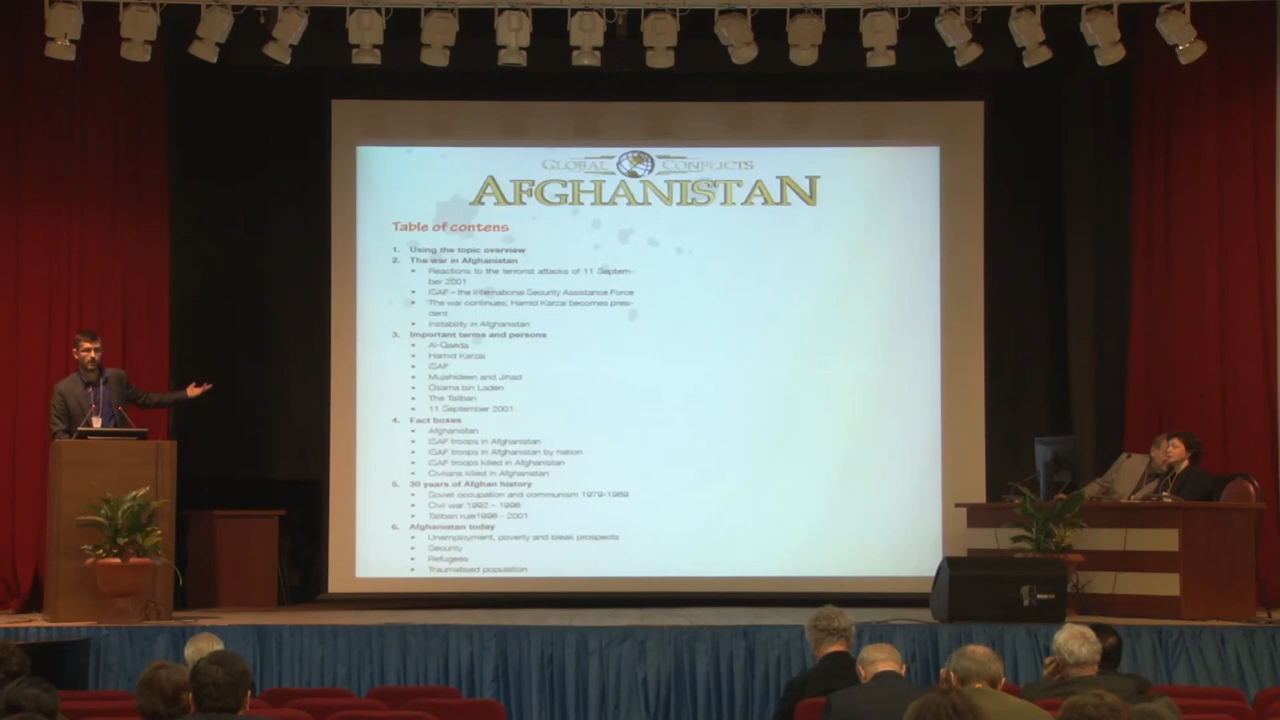 GLOBAL CONFLICTS
AFGHANISTAN
Table of contens
1. Using the topic overview
2. The war in Afghanistan
• Reactions to the terrorist attacks of 11 Septem-
ber 2001
• ISAF – the International Security Assistance Force
• The war continues; Hamid Karzai becomes presi-
dent
• Instability in Afghanistan
3. Important terms and persons
• Al-Qaeda
• Hamid Karzai
• ISAF
• Mujahideen and Jihad
• Osama bin Laden
• The Taliban
• 11 September 2001
4. Fact boxes
• Afghanistan
• ISAF troops in Afghanistan
• ISAF troops in Afghanistan by nation
• ISAF troops killed in Afghanistan
• Civilians killed in Afghanistan
5. 30 years of Afghan history
• Soviet occupation and communism 1979-1989
• Civil war 1992 – 1996
• Taliban rule1996 - 2001
6. Afghanistan today
• Unemployment, poverty and bleak prospects
• Security
• Refugees
• Traumatised population